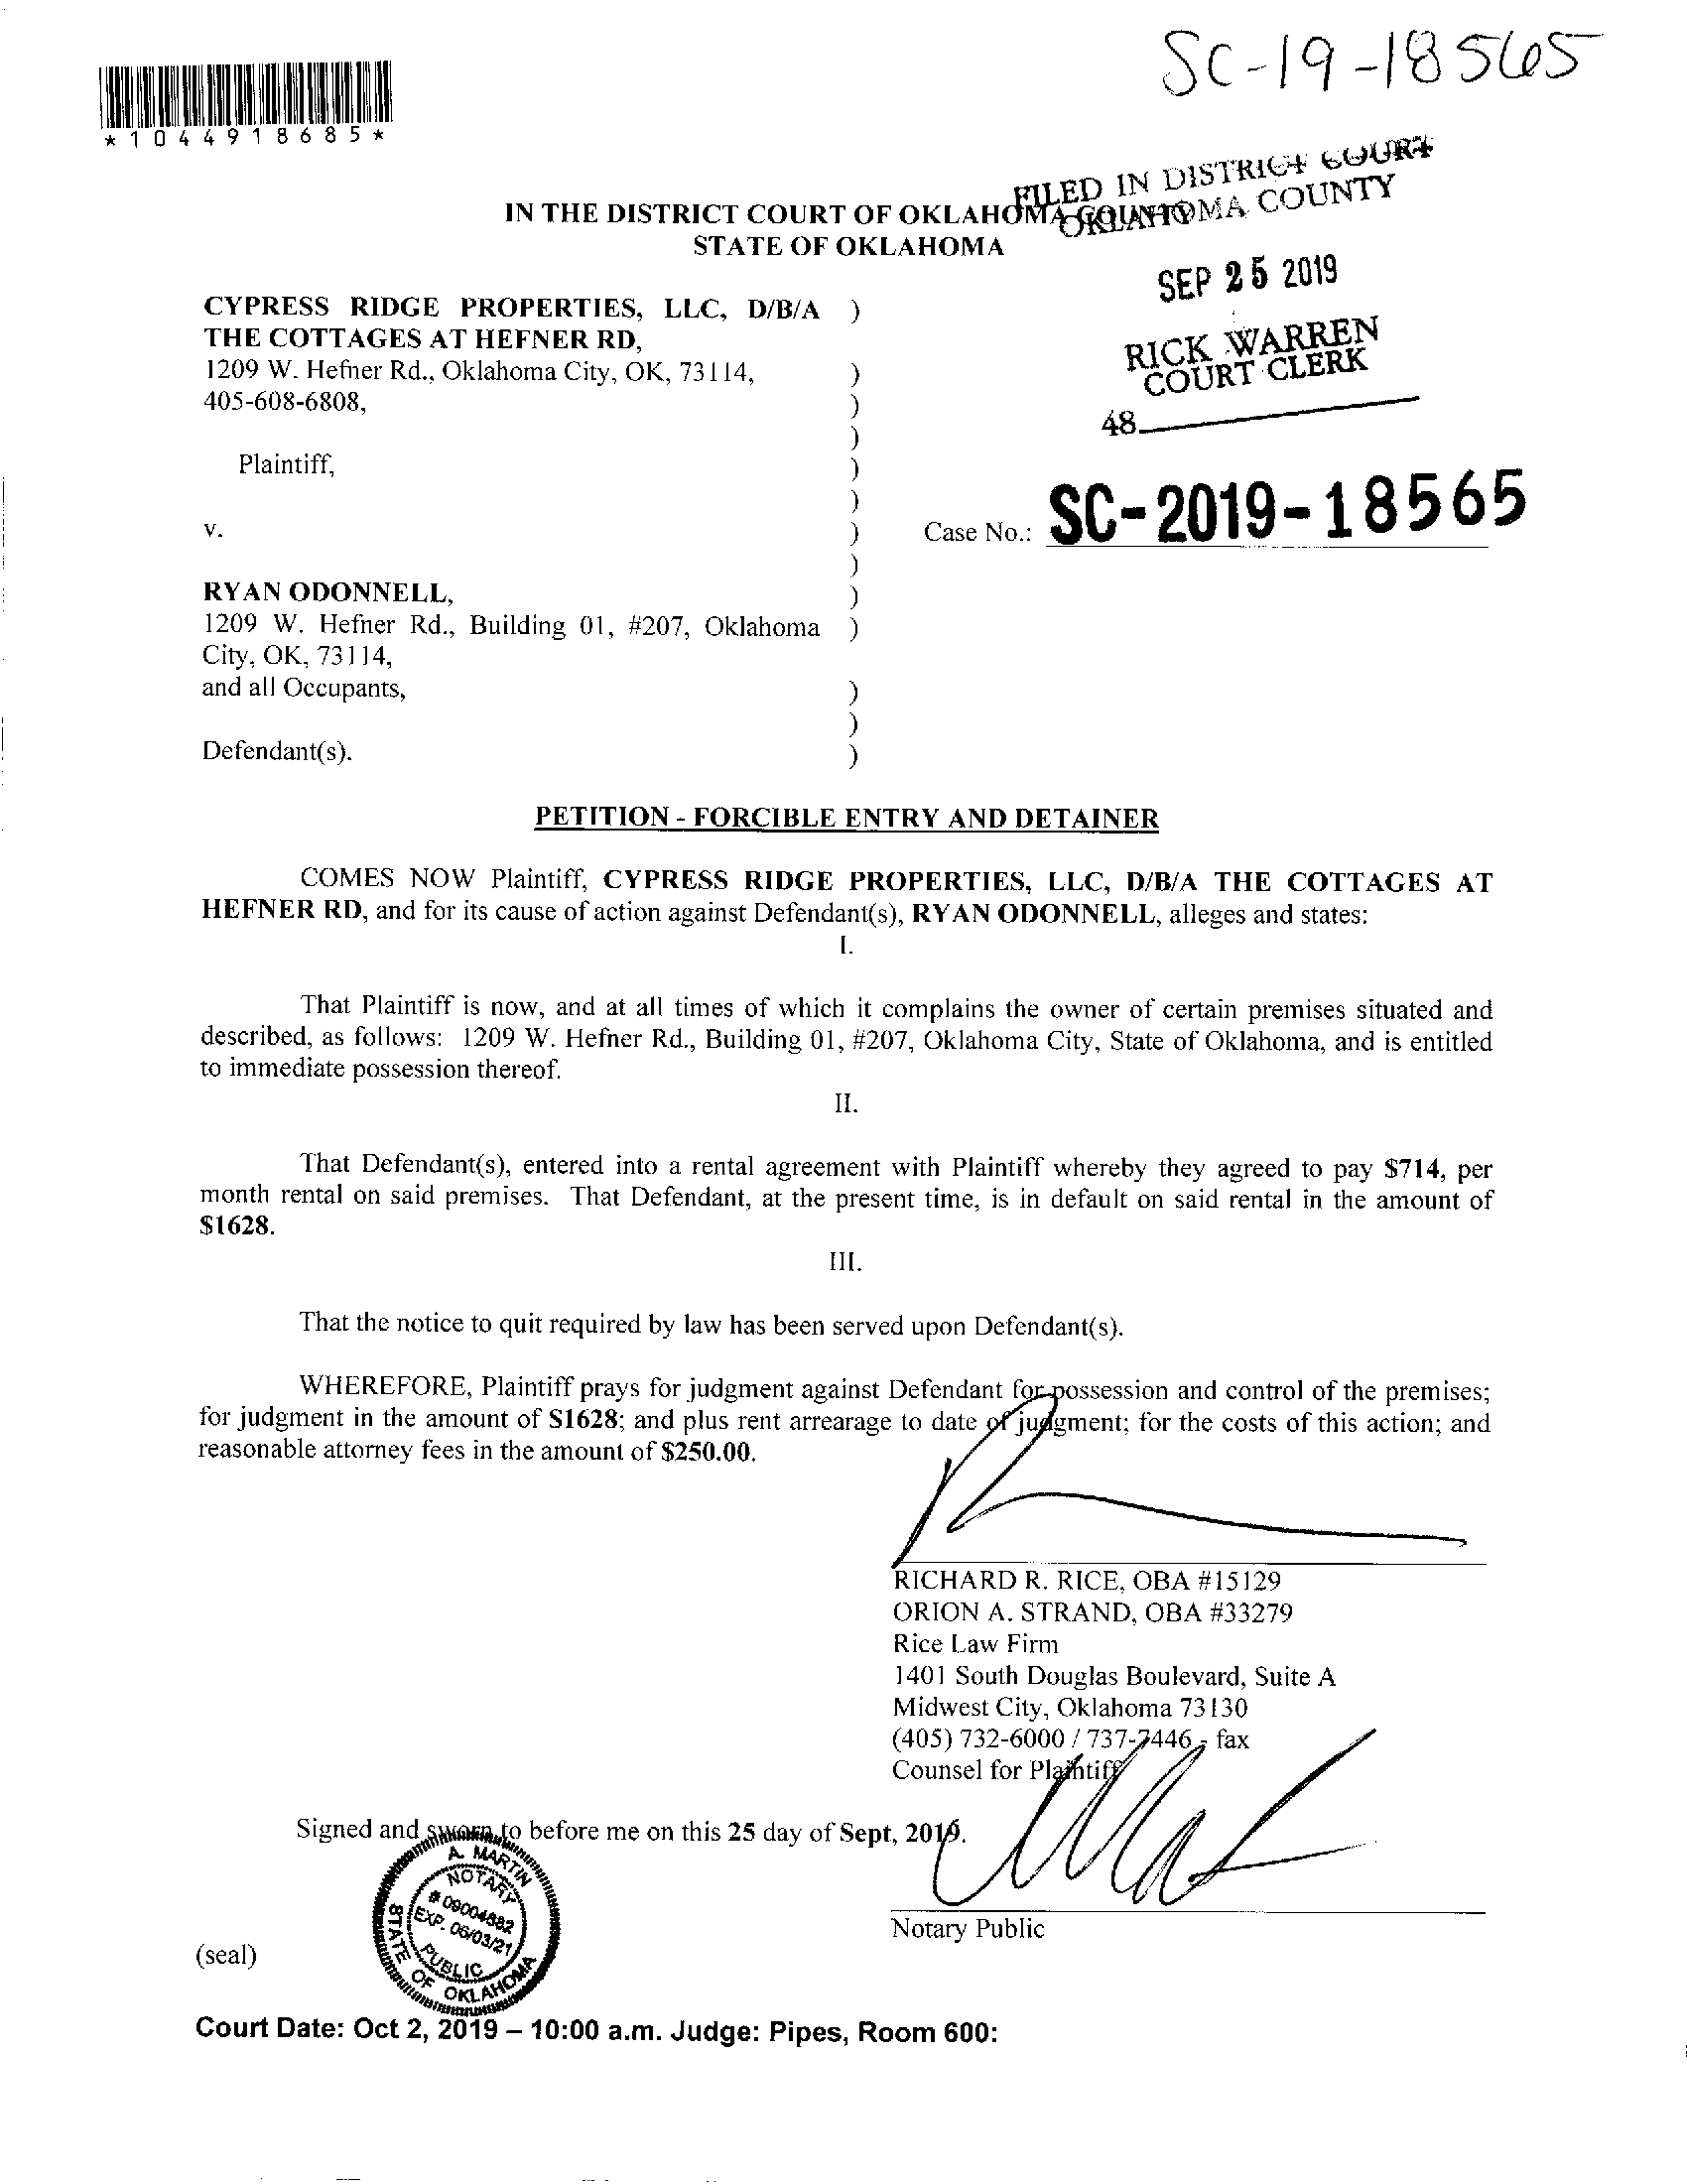 SC-19-18565
*1044918685*
FILED IN DISTRICT COURT
OKLAHOMA COUNTY
IN THE DISTRICT COURT OF OKLAHOMA COUNTY
STATE OF OKLAHOMA
SEP 25 2019
RICK WARREN
COURT CLERK
48
CYPRESS RIDGE PROPERTIES, LLC, D/B/A )
THE COTTAGES AT HEFNER RD,
1209 W. Hefner Rd., Oklahoma City, OK, 73114, )
405-608-6808, )
)
Plaintiff, )
)
v. ) Case No.: SC-2019-18565
)
RYAN ODONNELL, )
1209 W. Hefner Rd., Building 01, #207, Oklahoma )
City, OK, 73114,
and all Occupants, )
)
Defendant(s). )
PETITION - FORCIBLE ENTRY AND DETAINER
COMES NOW Plaintiff, CYPRESS RIDGE PROPERTIES, LLC, D/B/A THE COTTAGES AT
HEFNER RD, and for its cause of action against Defendant(s), RYAN ODONNELL, alleges and states:
I.
That Plaintiff is now, and at all times of which it complains the owner of certain premises situated and
described, as follows: 1209 W. Hefner Rd., Building 01, #207, Oklahoma City, State of Oklahoma, and is entitled
to immediate possession thereof.
II.
That Defendant(s), entered into a rental agreement with Plaintiff whereby they agreed to pay $714, per
month rental on said premises. That Defendant, at the present time, is in default on said rental in the amount of
$1628.
III.
That the notice to quit required by law has been served upon Defendant(s).
WHEREFORE, Plaintiff prays for judgment against Defendant for possession and control of the premises;
for judgment in the amount of $1628; and plus rent arrearage to date of judgment; for the costs of this action; and
reasonable attorney fees in the amount of $250.00.
RICHARD R. RICE, OBA #15129
ORION A. STRAND, OBA #33279
Rice Law Firm
1401 South Douglas Boulevard, Suite A
Midwest City, Oklahoma 73130
(405) 732-6000 / 737-7446 - fax
Counsel for Plaintiff
Signed and sworn to before me on this 25 day of Sept, 2019.
A. MARTIN
NOTARY
# 09004882
EXP. 06/03/21
PUBLIC
STATE OF OKLAHOMA
Notary Public
(seal)
Court Date: Oct 2, 2019 – 10:00 a.m. Judge: Pipes, Room 600: